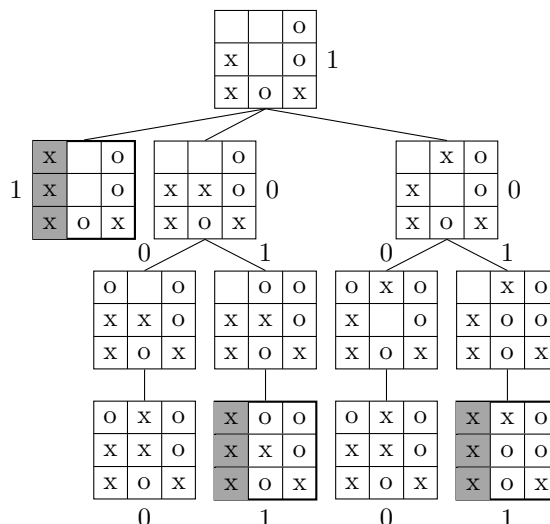 o
x o 1
x o x
x o o x o
1 x o x x o 0 x o 0
x o x x o x x o x
0 1 0 1
o o o o o x o x o
x x o x x o x o x o o
x o x x o x x o x x o x
o x o x o o o x o x x o
x x o x x o x x o x o o
x o x x o x x o x x o x
0 1 0 1